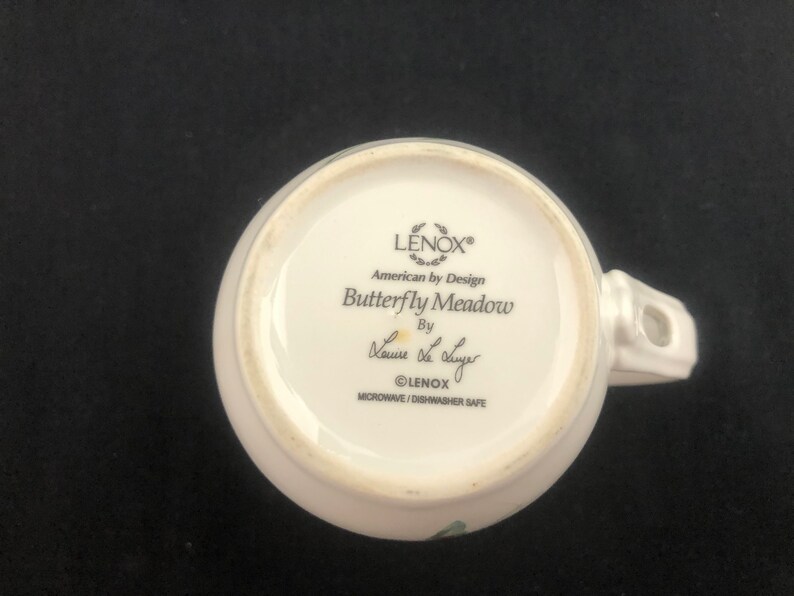 LENOX®
American by Design
Butterfly Meadow
By
Louise Le Luyer
©LENOX
MICROWAVE / DISHWASHER SAFE